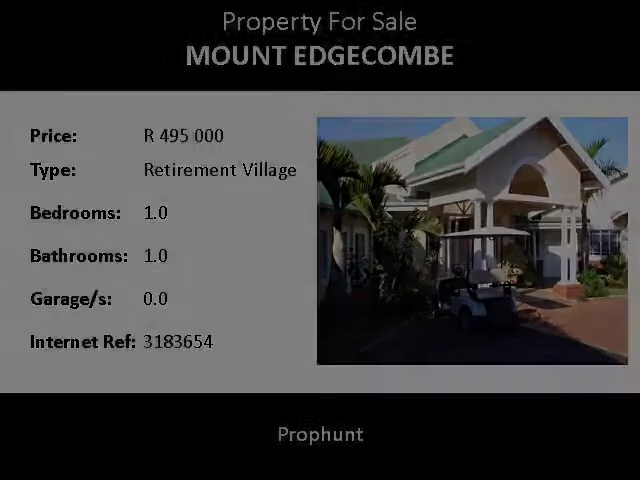 Property For Sale
MOUNT EDGECOMBE
Price: R 495 000
Type: Retirement Village
Bedrooms: 1.0
Bathrooms: 1.0
Garage/s: 0.0
Internet Ref: 3183654
Prophunt